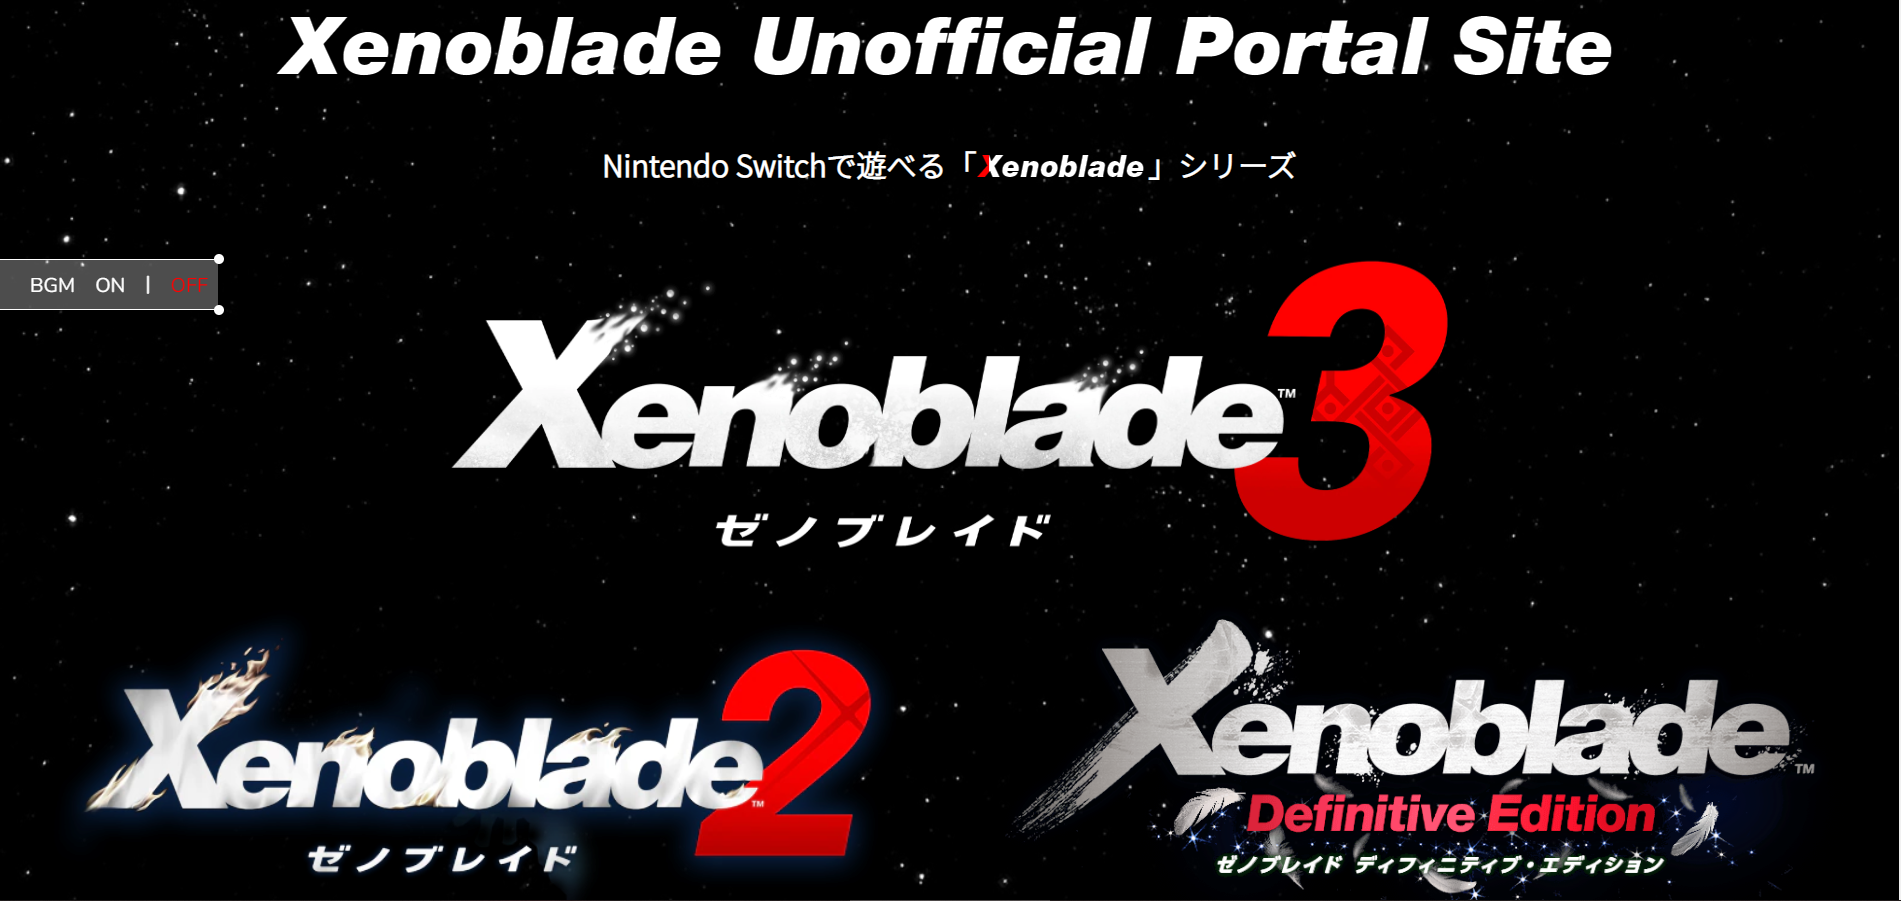 Xenoblade Unofficial Portal Site
Nintendo Switchで遊べる「Xenoblade」シリーズ
BGM ON | OFF
Xenoblade™3
ゼノブレイド
Xenoblade™2
ゼノブレイド
Xenoblade™
Definitive Edition
ゼノブレイド ディフィニティブ・エディション